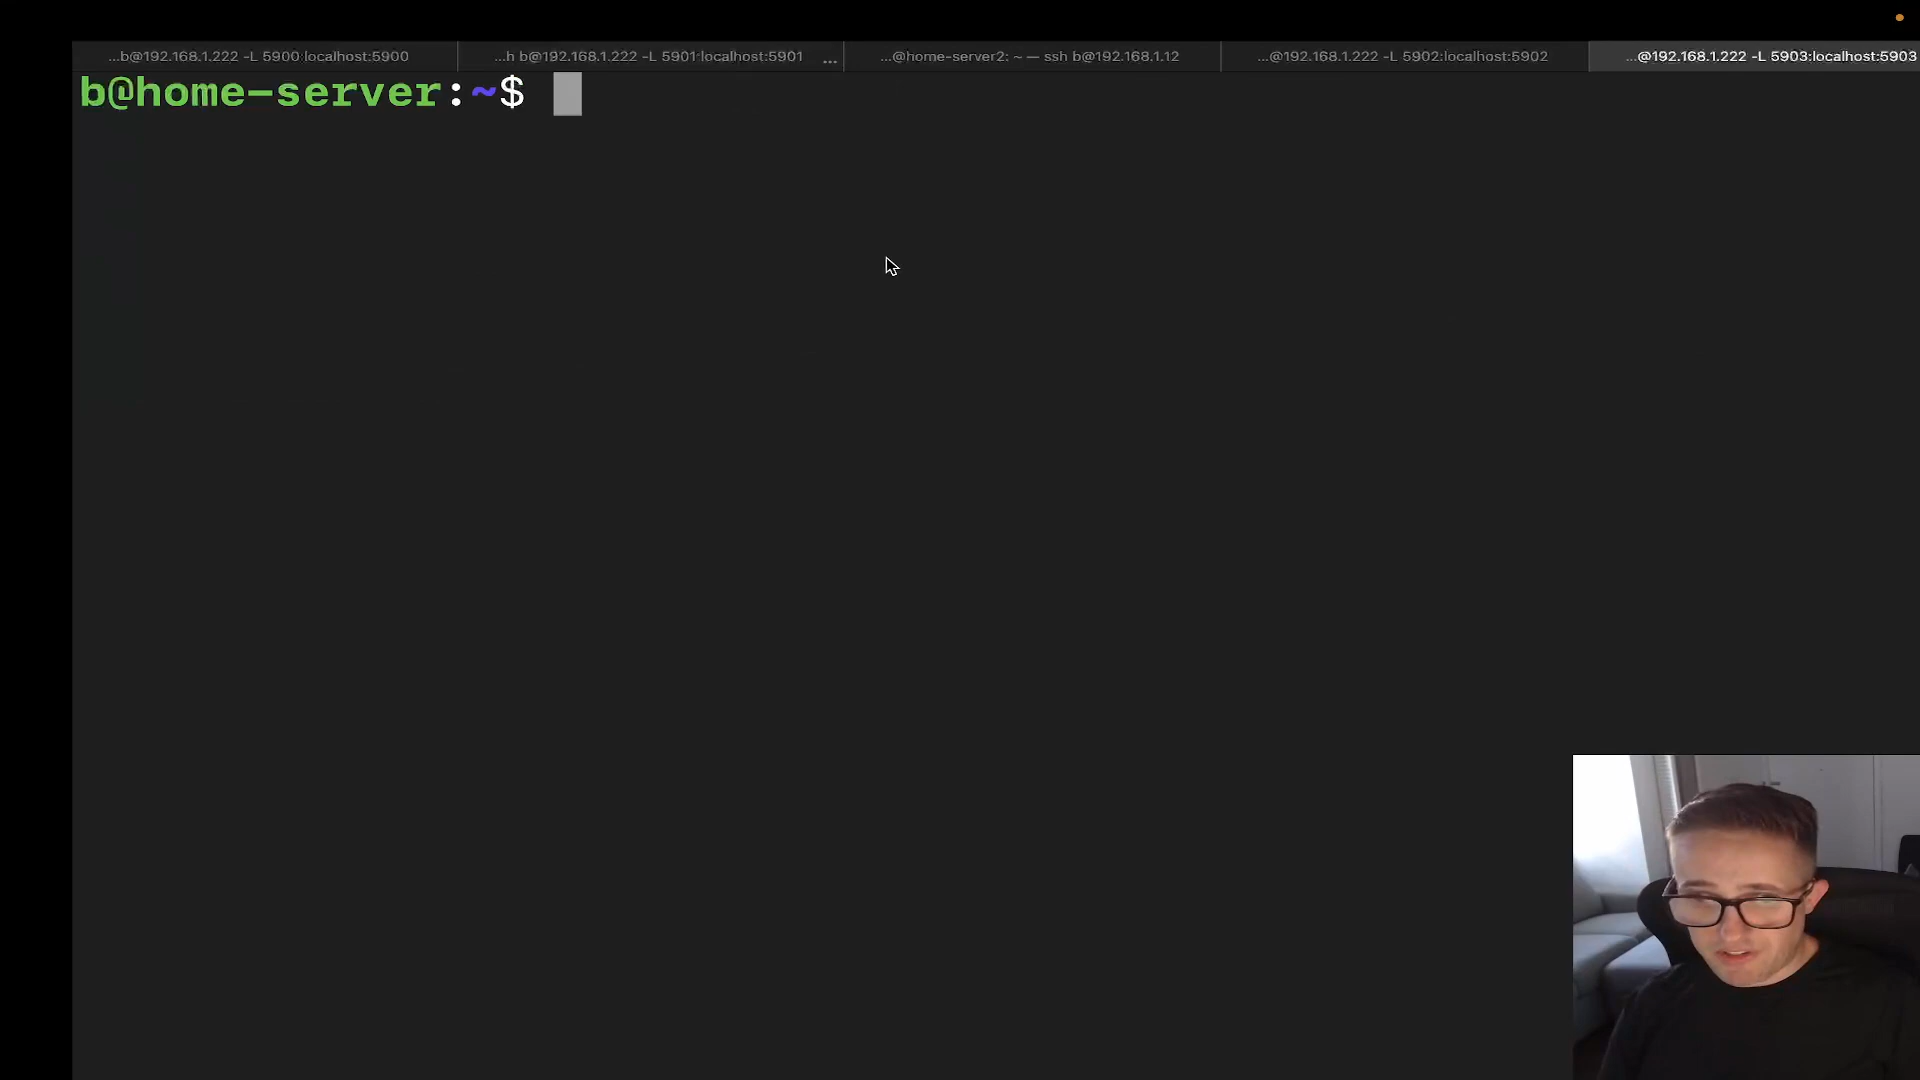 ...b@192.168.1.222 -L 5900:localhost:5900
...h b@192.168.1.222 -L 5901:localhost:5901 ...
...@home-server2: ~ — ssh b@192.168.1.12
...@192.168.1.222 -L 5902:localhost:5902
...@192.168.1.222 -L 5903:localhost:5903
b@home-server:~$